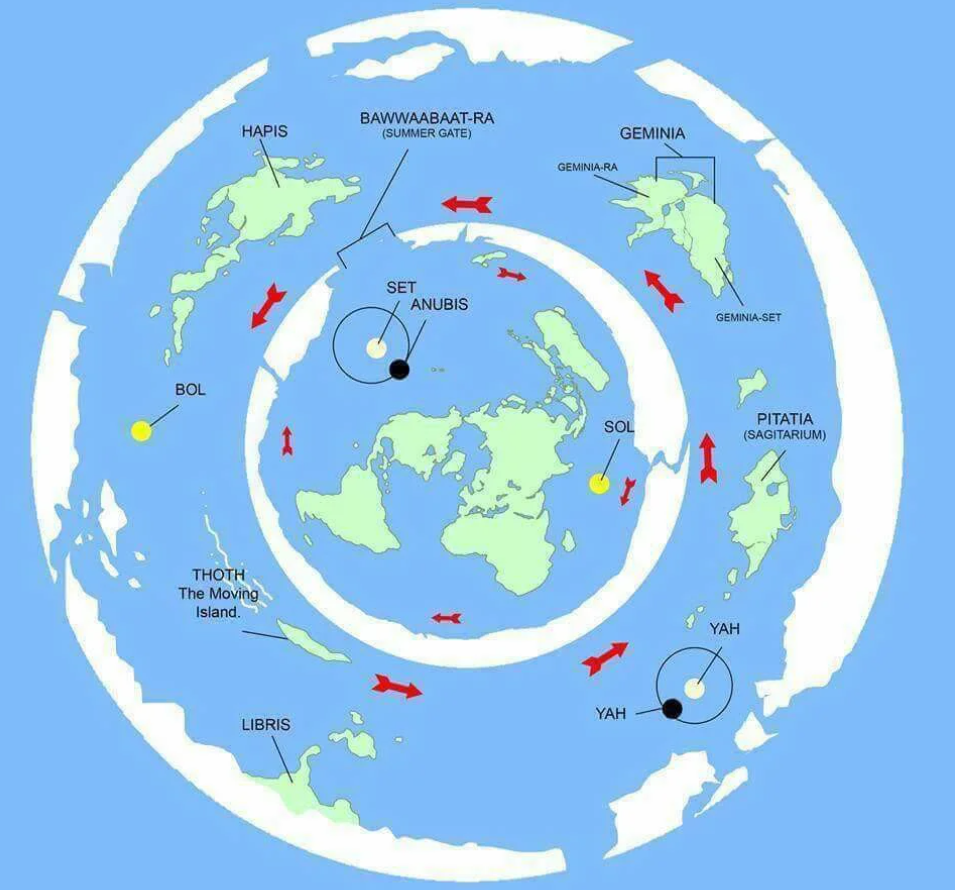 HAPIS
BAWWAABAAT-RA
(SUMMER GATE)
GEMINIA
GEMINIA-RA
GEMINIA-SET
SET
ANUBIS
BOL
SOL
PITATIA
(SAGITARIUM)
THOTH
The Moving
Island.
YAH
YAH
LIBRIS